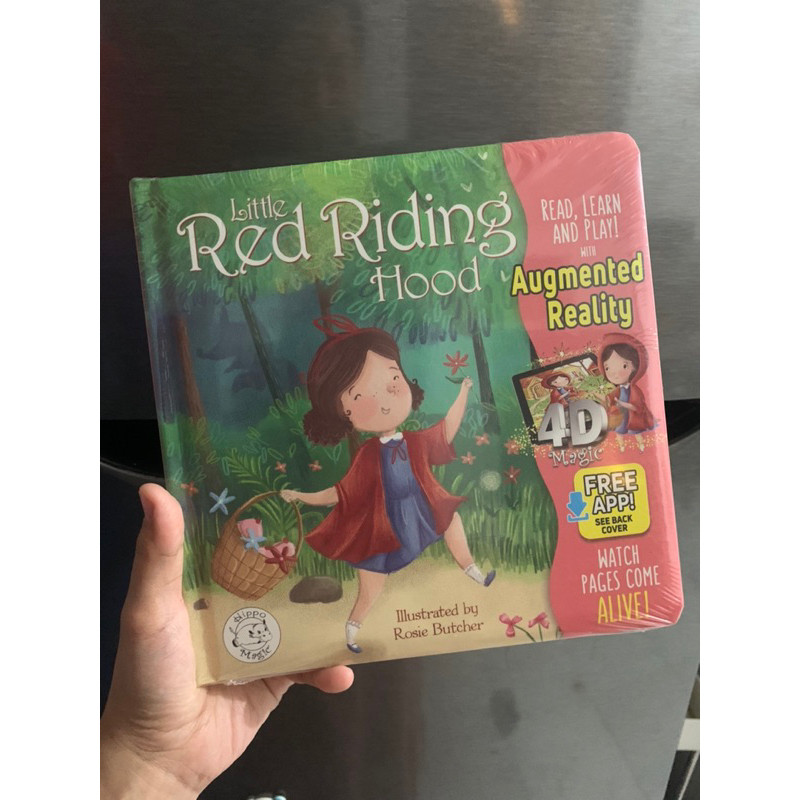 Little
Red Riding
Hood
READ, LEARN
AND PLAY!
WITH
Augmented
Reality
4D
Magic
FREE
APP!
SEE BACK
COVER
WATCH
PAGES COME
ALIVE!
Illustrated by
Rosie Butcher
Hippo
Magic